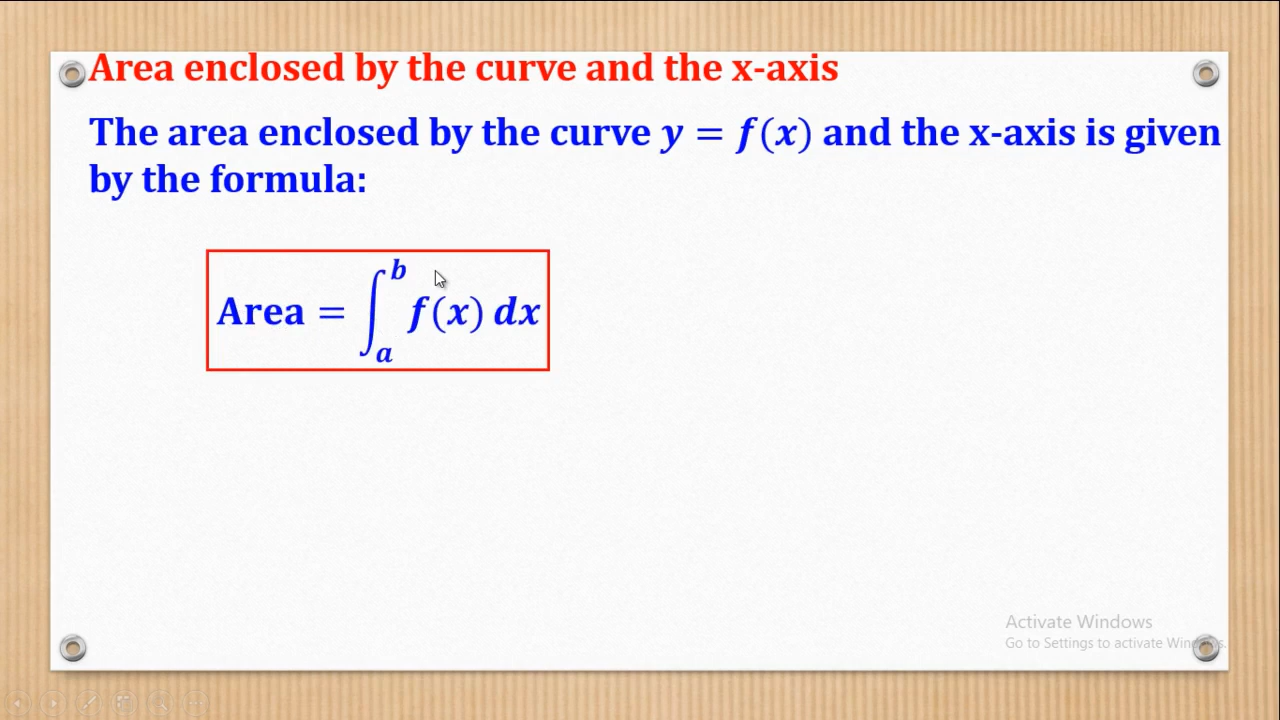 Area enclosed by the curve and the x-axis
The area enclosed by the curve y = f(x) and the x-axis is given
by the formula:
Area = ∫_a^b f(x) dx
Activate Windows
Go to Settings to activate Windows.